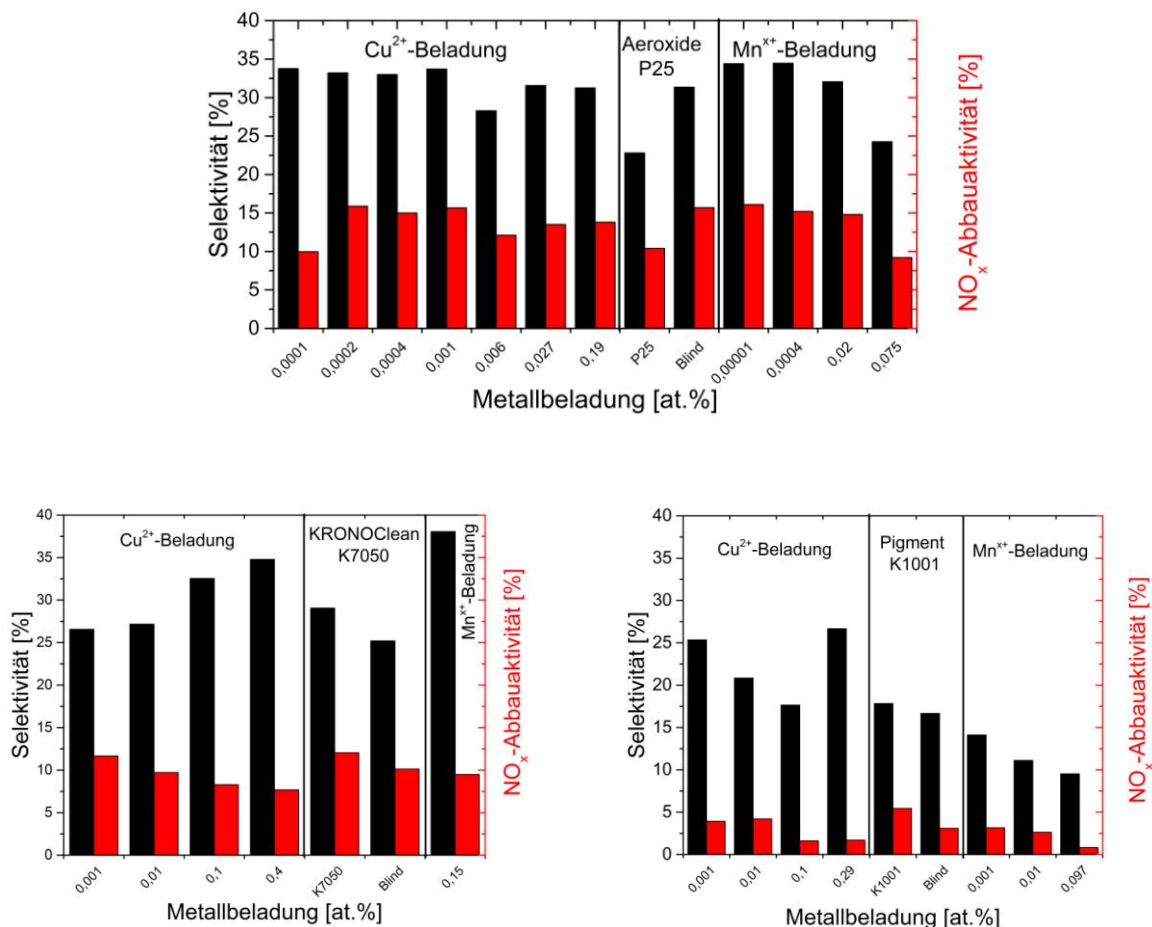 40
35
30
25
20
15
10
5
0
Selektivität [%]
Cu²⁺-Beladung
Aeroxide
P25
Mnˣ⁺-Beladung
NOₓ-Abbauaktivität [%]
0,0001
0,0002
0,0004
0,001
0,006
0,027
0,19
P25
Blind
0,00001
0,0004
0,02
0,075
Metallbeladung [at.%]
40
35
30
25
20
15
10
5
0
Selektivität [%]
Cu²⁺-Beladung
KRONOClean
K7050
Mnˣ⁺-Beladung
NOₓ-Abbauaktivität [%]
0,001
0,01
0,1
0,4
K7050
Blind
0,15
Metallbeladung [at.%]
40
35
30
25
20
15
10
5
0
Selektivität [%]
Cu²⁺-Beladung
Pigment
K1001
Mnˣ⁺-Beladung
NOₓ-Abbauaktivität [%]
0,001
0,01
0,1
0,29
K1001
Blind
0,001
0,01
0,097
Metallbeladung [at.%]